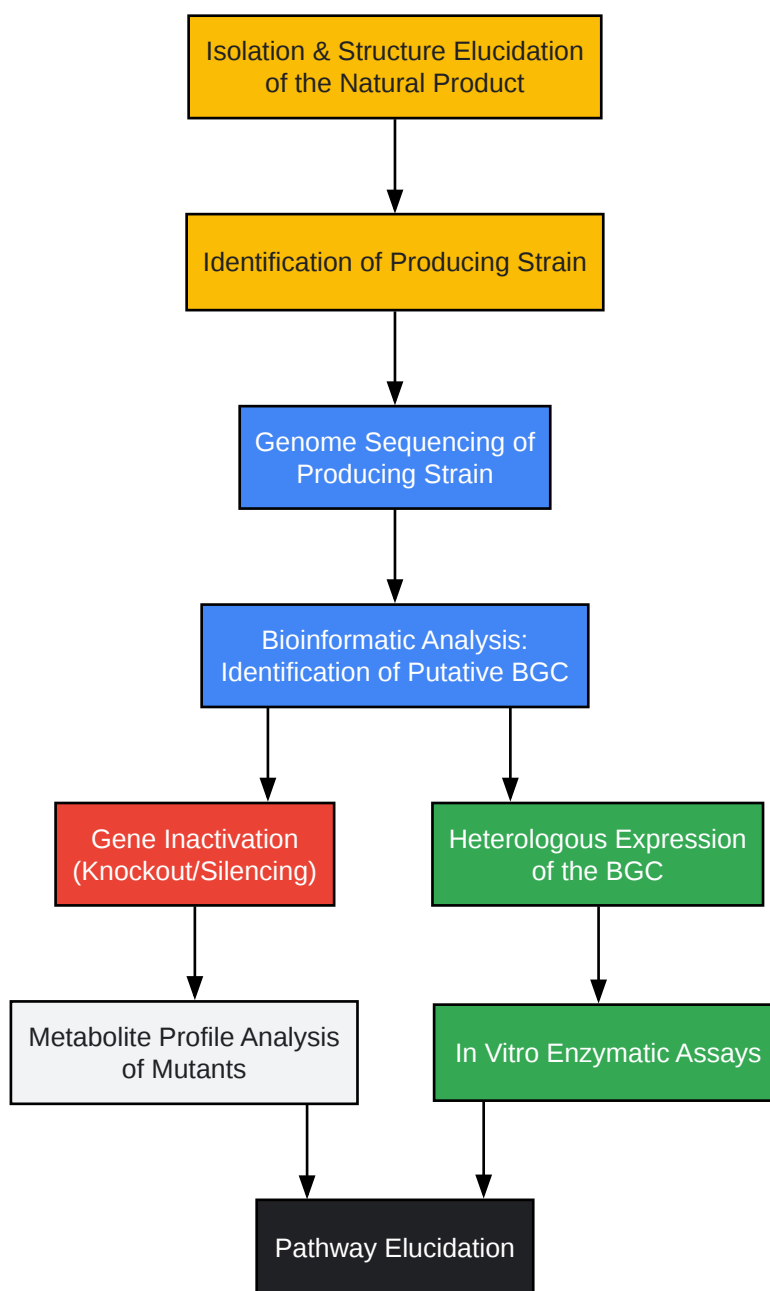 Isolation & Structure Elucidation
of the Natural Product
Identification of Producing Strain
Genome Sequencing of
Producing Strain
Bioinformatic Analysis:
Identification of Putative BGC
Gene Inactivation
(Knockout/Silencing)
Heterologous Expression
of the BGC
Metabolite Profile Analysis
of Mutants
In Vitro Enzymatic Assays
Pathway Elucidation